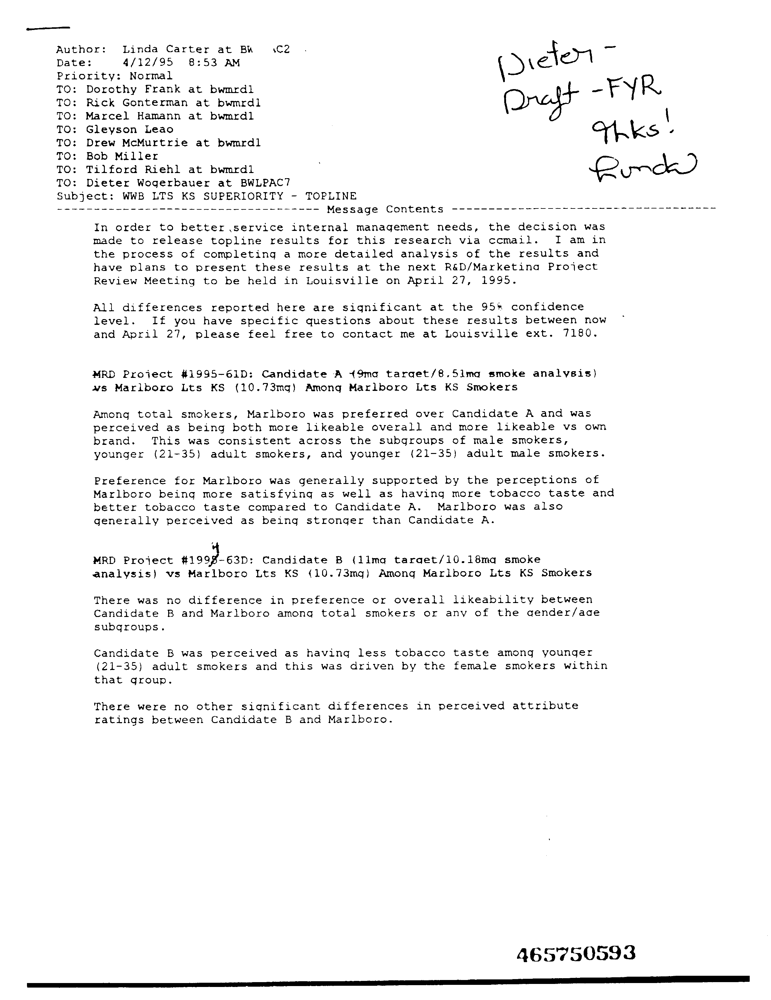 Author: Linda Carter at BW AC2
Date: 4/12/95 8:53 AM
Priority: Normal
TO: Dorothy Frank at bwmrd1
TO: Rick Gonterman at bwmrd1
TO: Marcel Hamann at bwmrd1
TO: Gleyson Leao
TO: Drew McMurtrie at bwmrd1
TO: Bob Miller
TO: Tilford Riehl at bwmrd1
TO: Dieter Wogerbauer at BWLPAC7
Subject: WWB LTS KS SUPERIORITY - TOPLINE
Dieter -
Draft - FYR
Thks!
Linda
------------------------------------ Message Contents ------------------------------------
In order to better service internal management needs, the decision was
made to release topline results for this research via ccmail. I am in
the process of completing a more detailed analysis of the results and
have plans to present these results at the next R&D/Marketing Project
Review Meeting to be held in Louisville on April 27, 1995.
All differences reported here are significant at the 95% confidence
level. If you have specific questions about these results between now
and April 27, please feel free to contact me at Louisville ext. 7180.
MRD Project #1995-61D: Candidate A (9mg target/8.51mg smoke analysis)
vs Marlboro Lts KS (10.73mg) Among Marlboro Lts KS Smokers
Among total smokers, Marlboro was preferred over Candidate A and was
perceived as being both more likeable overall and more likeable vs own
brand. This was consistent across the subgroups of male smokers,
younger (21-35) adult smokers, and younger (21-35) adult male smokers.
Preference for Marlboro was generally supported by the perceptions of
Marlboro being more satisfying as well as having more tobacco taste and
better tobacco taste compared to Candidate A. Marlboro was also
generally perceived as being stronger than Candidate A.
MRD Project #1995-63D: Candidate B (11mg target/10.18mg smoke
analysis) vs Marlboro Lts KS (10.73mg) Among Marlboro Lts KS Smokers
There was no difference in preference or overall likeability between
Candidate B and Marlboro among total smokers or any of the gender/age
subgroups.
Candidate B was perceived as having less tobacco taste among younger
(21-35) adult smokers and this was driven by the female smokers within
that group.
There were no other significant differences in perceived attribute
ratings between Candidate B and Marlboro.
465750593